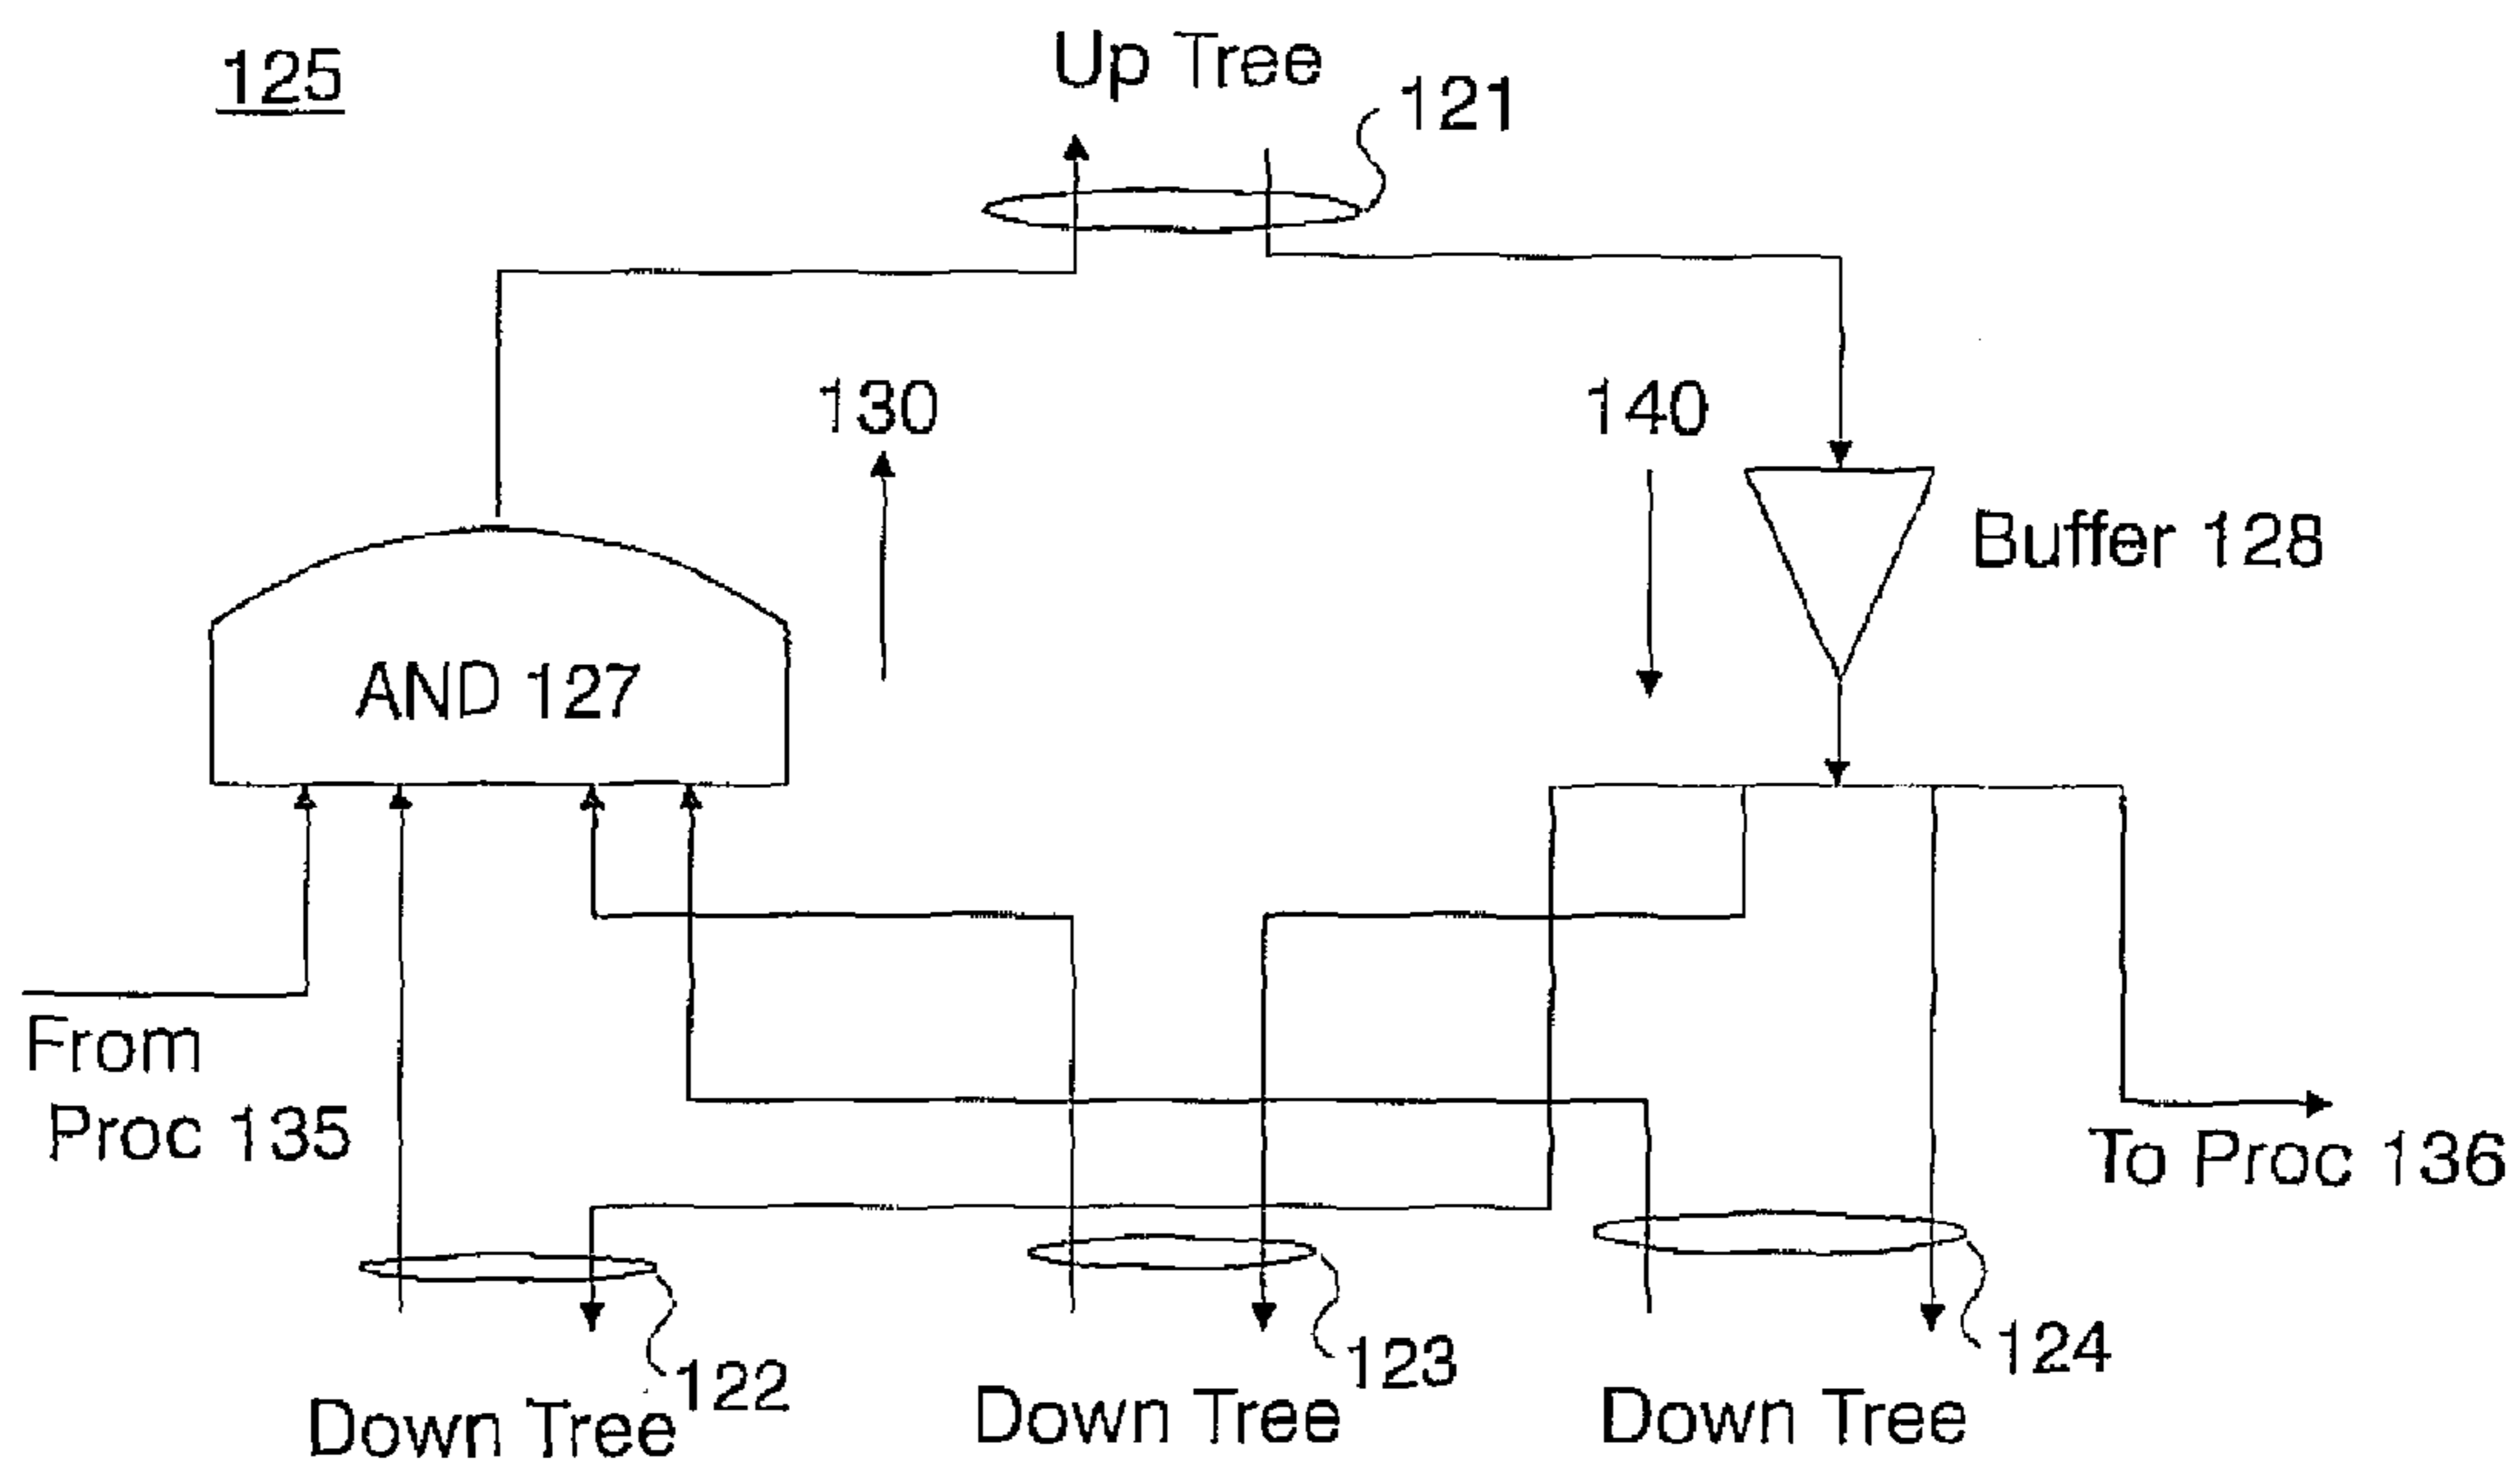 125
Up Tree
121
130
140
Buffer 128
AND 127
From
Proc 135
To Proc 136
122
123
124
Down Tree
Down Tree
Down Tree